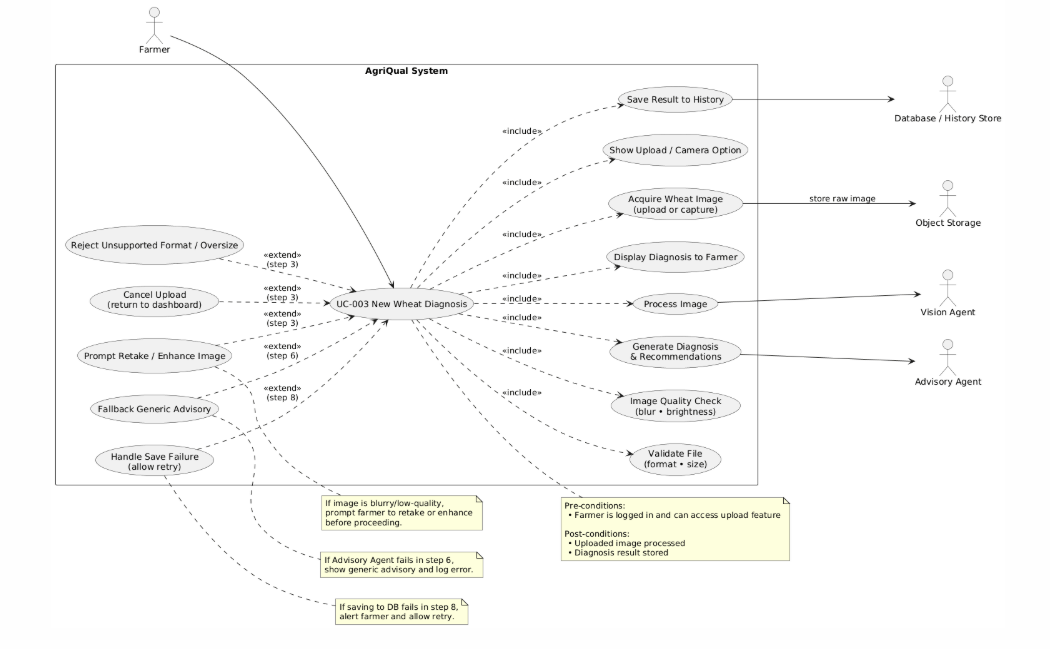 Farmer
AgriQual System
Save Result to History
Database / History Store
«include»
Show Upload / Camera Option
«include»
Acquire Wheat Image
(upload or capture)
store raw image
Object Storage
«include»
Reject Unsupported Format / Oversize
«extend»
(step 3)
Display Diagnosis to Farmer
«include»
Cancel Upload
(return to dashboard)
«extend»
(step 3)
UC-003 New Wheat Diagnosis
«include»
Process Image
Vision Agent
«extend»
(step 3)
«include»
Prompt Retake / Enhance Image
«extend»
(step 6)
Generate Diagnosis
& Recommendations
«include»
Advisory Agent
Fallback Generic Advisory
«extend»
(step 8)
«include»
Image Quality Check
(blur • brightness)
Handle Save Failure
(allow retry)
Validate File
(format • size)
If image is blurry/low-quality,
prompt farmer to retake or enhance
before proceeding.
Pre-conditions:
• Farmer is logged in and can access upload feature
Post-conditions:
• Uploaded image processed
• Diagnosis result stored
If Advisory Agent fails in step 6,
show generic advisory and log error.
If saving to DB fails in step 8,
alert farmer and allow retry.